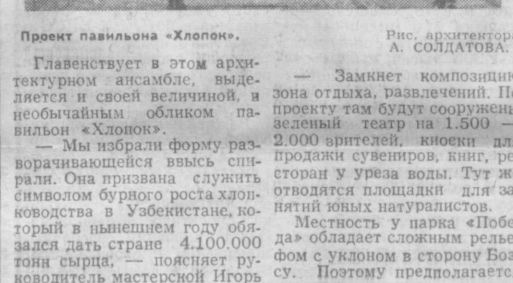 Проект павильона «Хлопок».
Рис. архитектора
А. СОЛДАТОВА.
Главенствует в этом архи-
тектурном ансамбле, выде-
ляется и своей величиной, и
необычайным обликом па-
вильон «Хлопок».
— Мы избрали форму раз-
ворачивающейся ввысь спи-
рали. Она призвана служить
символом бурного роста хлоп-
ководства в Узбекистане, ко-
торый в нынешнем году обя-
зался дать стране 4.100.000
тонн сырца, — поясняет ру-
ководитель мастерской Игорь
— Замкнет композицию
зона отдыха, развлечений. По
проекту там будут сооружены
зеленый театр на 1.500 —
2.000 зрителей, киоски для
продажи сувениров, книг, ре
сторан у уреза воды. Тут ж
отводятся площадки для за
нятий юных натуралистов.
Местность у парка «Побе
да» обладает сложным релье
фом с уклоном в сторону Боз
су. Поэтому предполагаетс